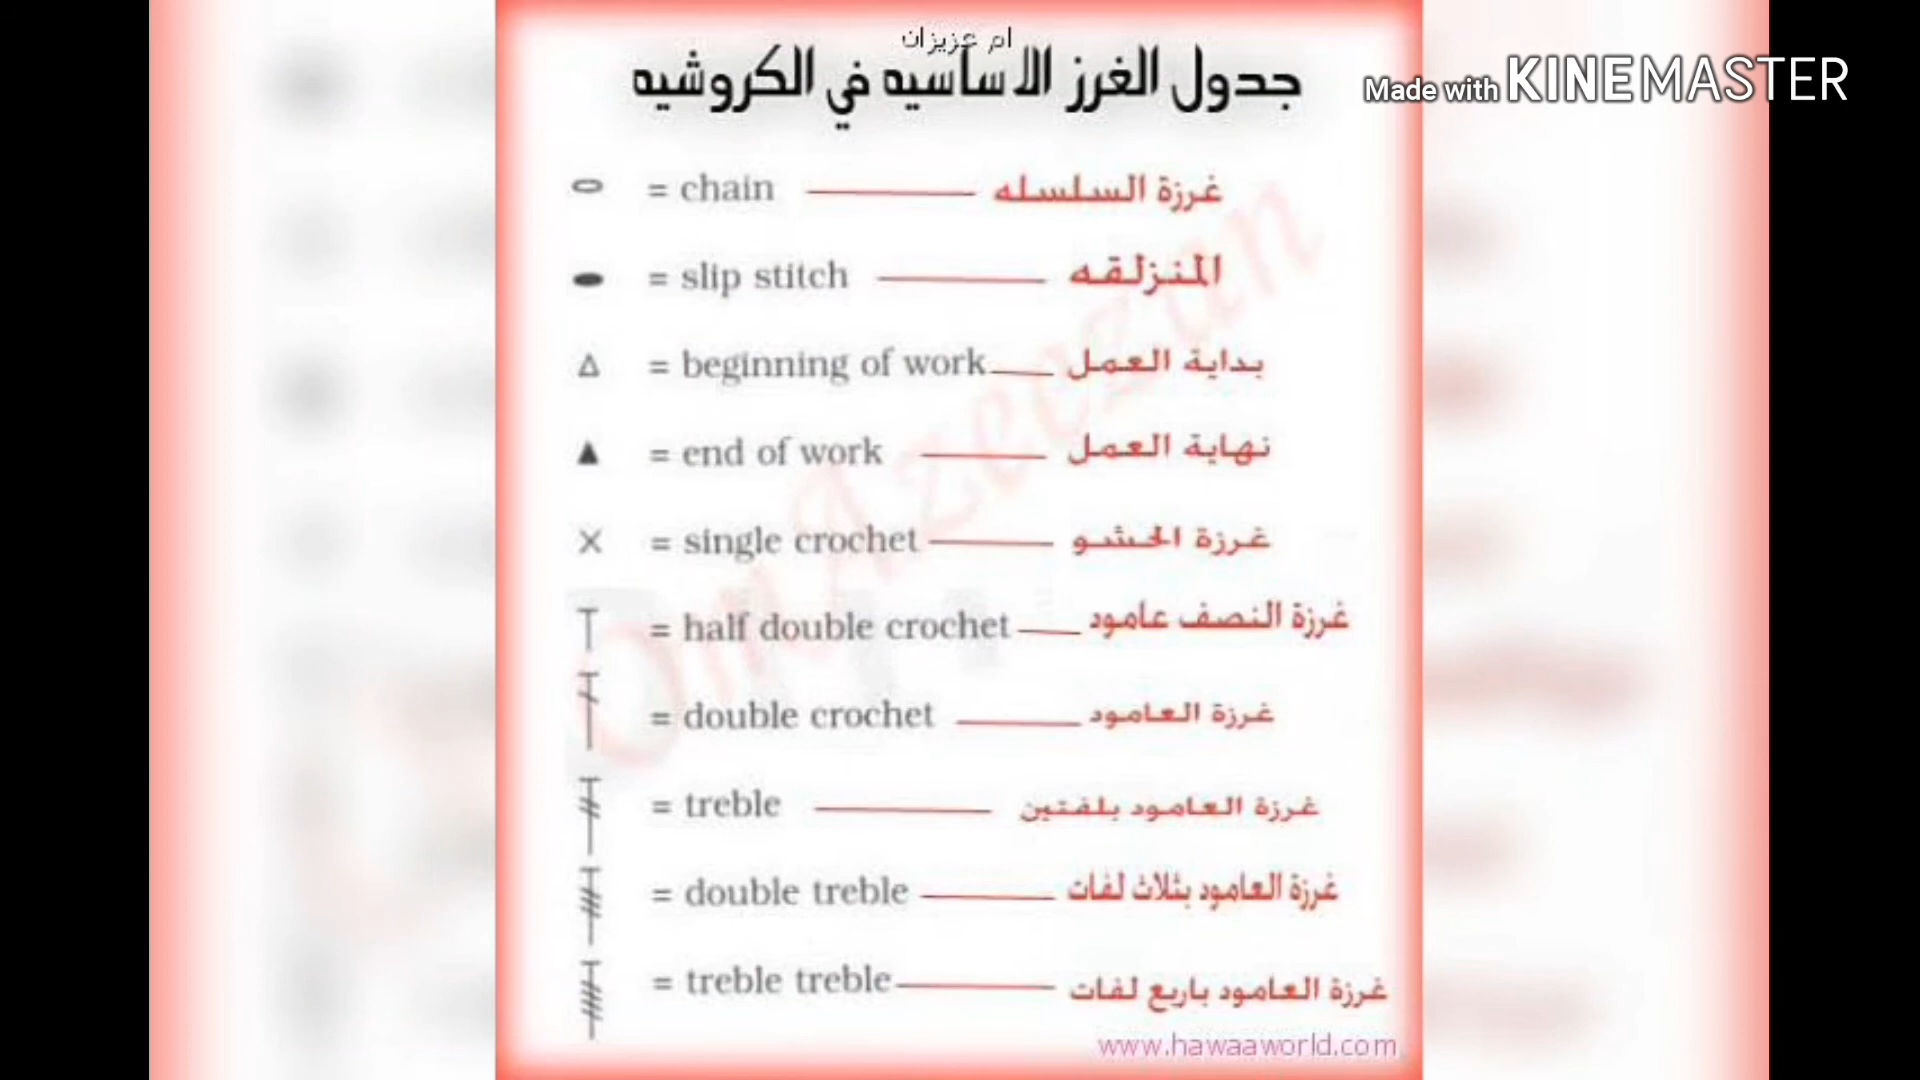 ام عزيزان
جدول الغرز الاساسيه في الكروشيه
Made with KINEMASTER
= chain غرزة السلسله
= slip stitch المنزلقه
= beginning of work بداية العمل
= end of work نهاية العمل
= single crochet غرزة الحشو
= half double crochet غرزة النصف عامود
= double crochet غرزة العامود
= treble غرزة العامود بلفتين
= double treble غرزة العامود بثلاث لفات
= treble treble غرزة العامود باربع لفات
OmAzeezan
www.hawaaworld.com